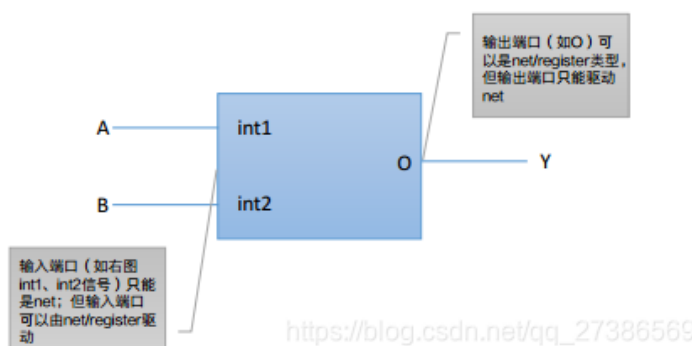 输出端口（如O）可
以是net/register类型，
但输出端口只能驱动
net
A
int1
O
Y
B
int2
输入端口（如右图
int1、int2信号）只能
是net；但输入端口
可以由net/register驱
动
https://blog.csdn.net/qq_27386569